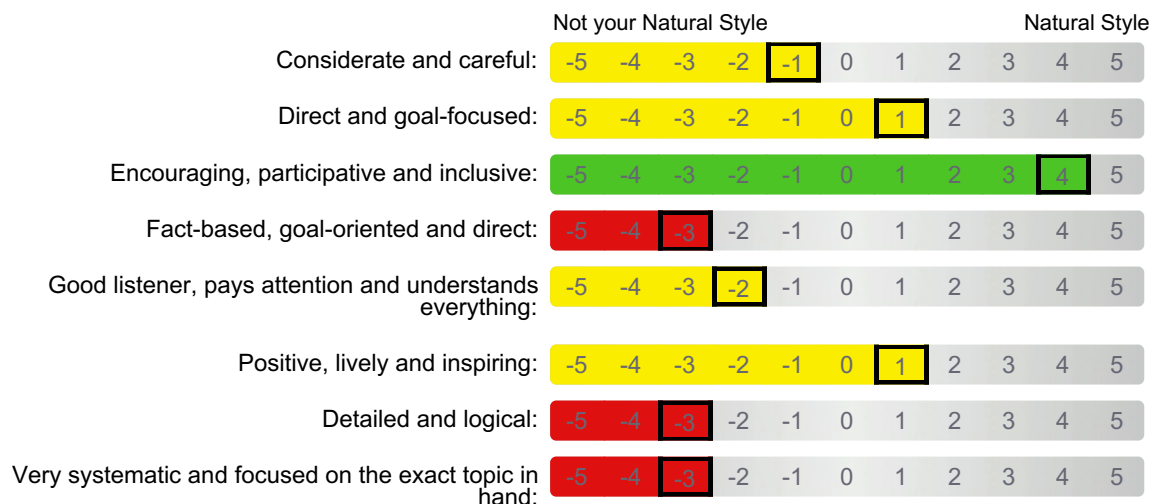 Not your Natural Style Natural Style
Considerate and careful: -5 -4 -3 -2 -1 0 1 2 3 4 5
Direct and goal-focused: -5 -4 -3 -2 -1 0 1 2 3 4 5
Encouraging, participative and inclusive: -5 -4 -3 -2 -1 0 1 2 3 4 5
Fact-based, goal-oriented and direct: -5 -4 -3 -2 -1 0 1 2 3 4 5
Good listener, pays attention and understands -5 -4 -3 -2 -1 0 1 2 3 4 5
everything:
Positive, lively and inspiring: -5 -4 -3 -2 -1 0 1 2 3 4 5
Detailed and logical: -5 -4 -3 -2 -1 0 1 2 3 4 5
Very systematic and focused on the exact topic in -5 -4 -3 -2 -1 0 1 2 3 4 5
hand: